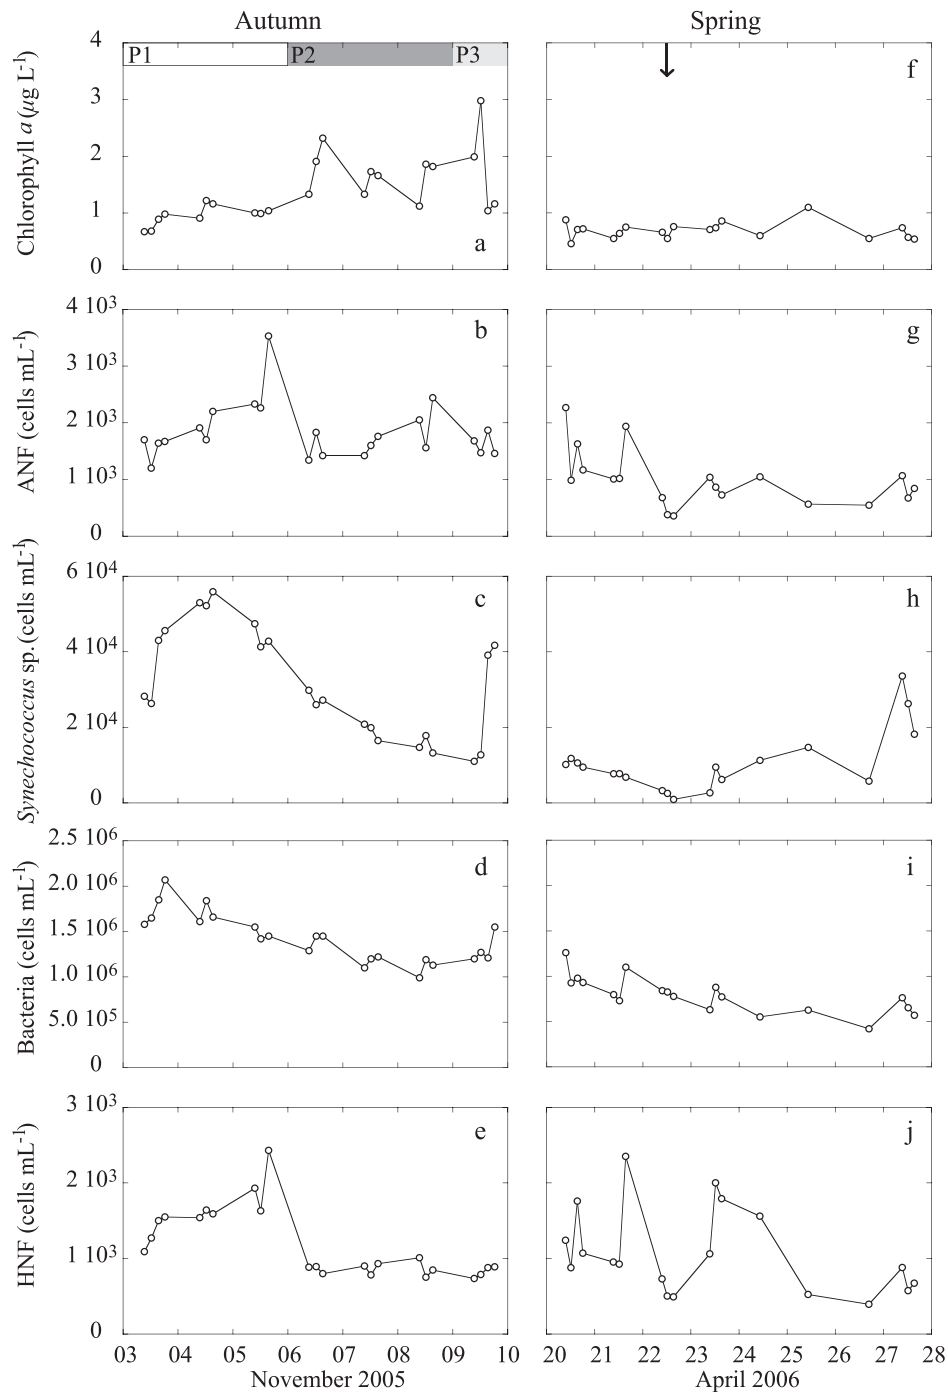 Autumn
Spring
Chlorophyll a (µg L-1)
4
3
2
1
0
P1
P2
P3
a
f
ANF (cells mL-1)
4 10³
3 10³
2 10³
1 10³
0
b
g
Synechococcus sp.(cells mL-1)
6 10⁴
4 10⁴
2 10⁴
0
c
h
Bacteria (cells mL-1)
2.5 10⁶
2.0 10⁶
1.5 10⁶
1.0 10⁶
5.0 10⁵
0
d
i
HNF (cells mL-1)
3 10³
2 10³
1 10³
0
e
j
03 04 05 06 07 08 09 10
20 21 22 23 24 25 26 27 28
November 2005
April 2006